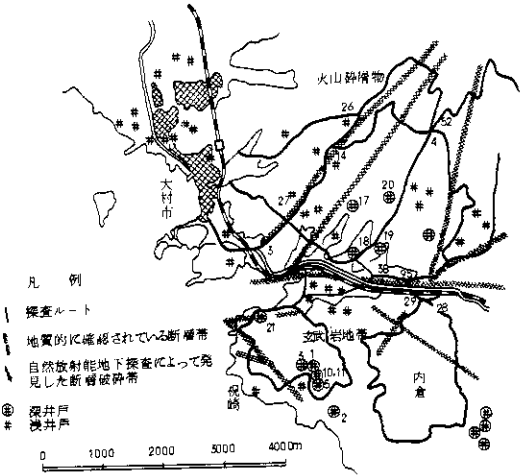 火山砕屑物
26
52
4
14
20
27
17
大村市
18
19
3
38
95
凡 例
探査ルート
地質的に確認されている断層帯
自然放射能地下探査によって発
見した断層破砕帯
深井戸
浅井戸
29
28
21
玄武岩地帯
3
1
10,11
5
2
内倉
0 1000 2000 3000 4000m